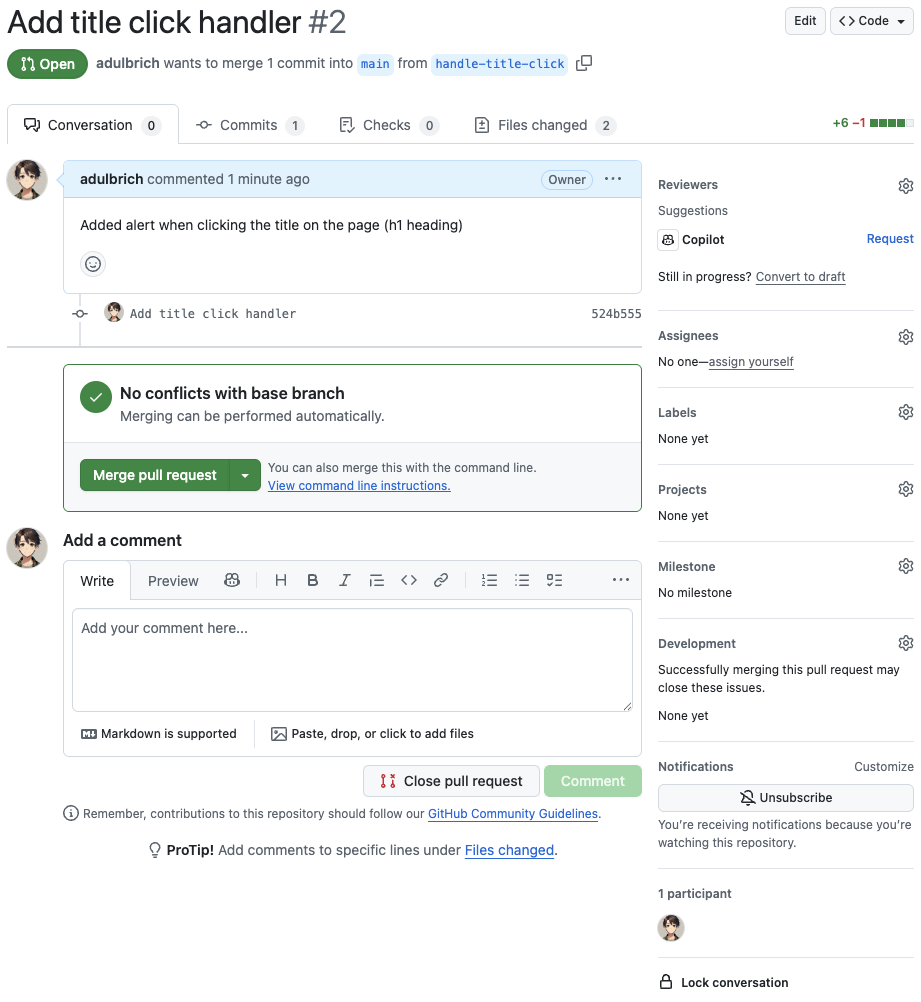 Add title click handler #2
Edit
Code
Open
adulbrich wants to merge 1 commit into main from handle-title-click
Conversation 0
Commits 1
Checks 0
Files changed 2
+6 −1
adulbrich commented 1 minute ago
Owner
Added alert when clicking the title on the page (h1 heading)
Add title click handler
524b555
No conflicts with base branch
Merging can be performed automatically.
Merge pull request
You can also merge this with the command line.
View command line instructions.
Add a comment
Write
Preview
H B I
Add your comment here...
Markdown is supported
Paste, drop, or click to add files
Close pull request
Comment
Remember, contributions to this repository should follow our GitHub Community Guidelines.
ProTip! Add comments to specific lines under Files changed.
Reviewers
Suggestions
Copilot
Request
Still in progress? Convert to draft
Assignees
No one—assign yourself
Labels
None yet
Projects
None yet
Milestone
No milestone
Development
Successfully merging this pull request may
close these issues.
None yet
Notifications
Customize
Unsubscribe
You’re receiving notifications because you’re
watching this repository.
1 participant
Lock conversation